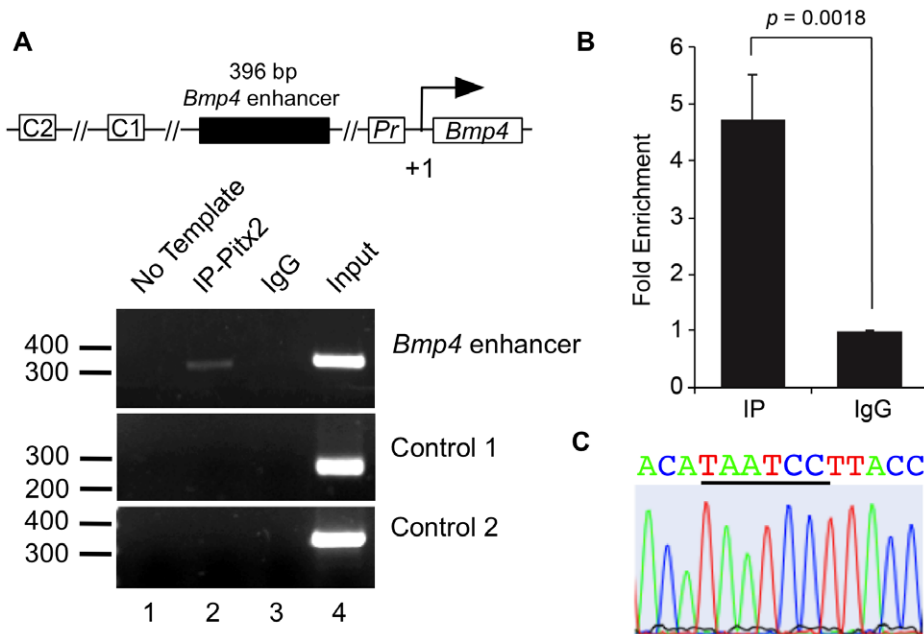 A
396 bp
Bmp4 enhancer
C2 // C1 // // Pr Bmp4
+1
No Template
IP-Pitx2
IgG
Input
400
300
Bmp4 enhancer
300
200
Control 1
400
300
Control 2
1 2 3 4
B
p = 0.0018
Fold Enrichment
6
5
4
3
2
1
0
IP IgG
C
ACATAATCCTTACC